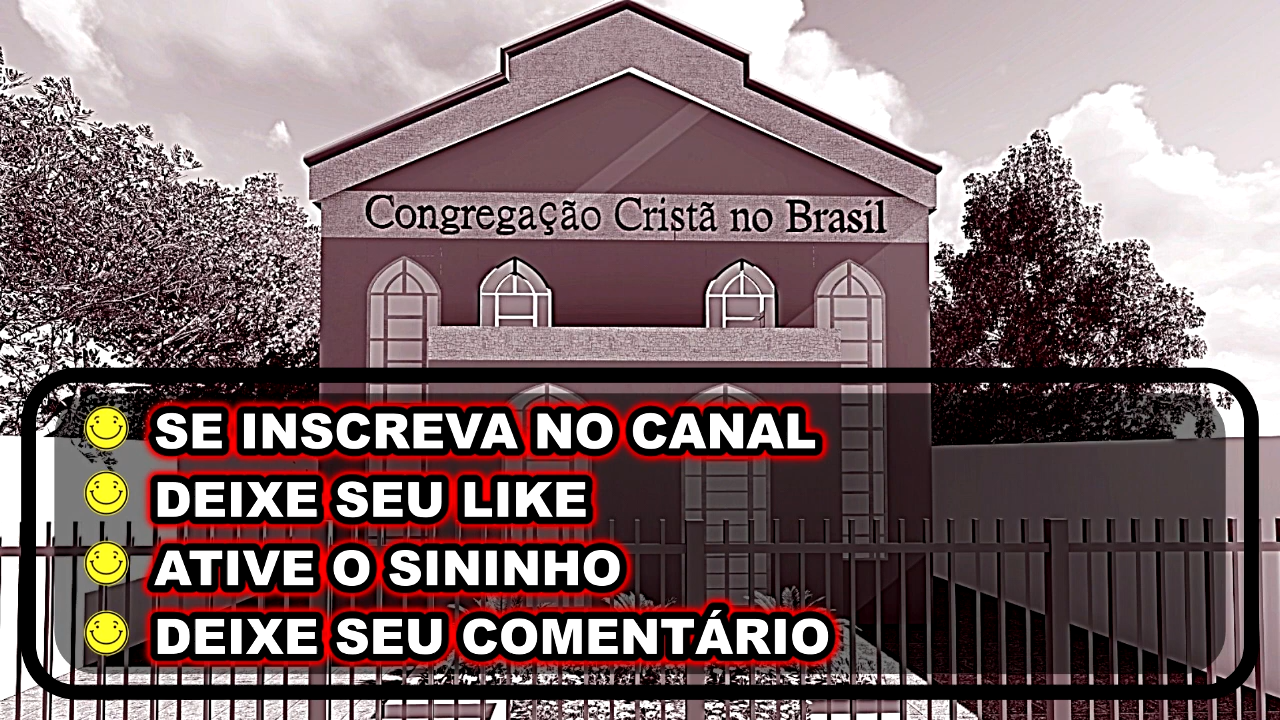 Congregação Cristã no Brasil
SE INSCREVA NO CANAL
DEIXE SEU LIKE
ATIVE O SININHO
DEIXE SEU COMENTÁRIO